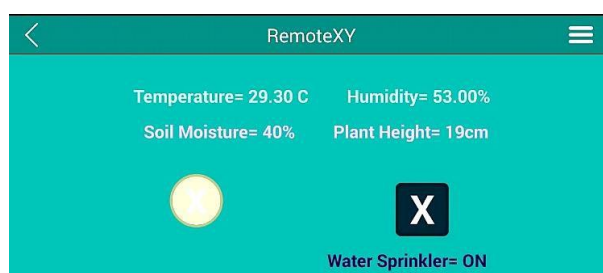 RemoteXY
Temperature= 29.30 C Humidity= 53.00%
Soil Moisture= 40% Plant Height= 19cm
X X
Water Sprinkler= ON